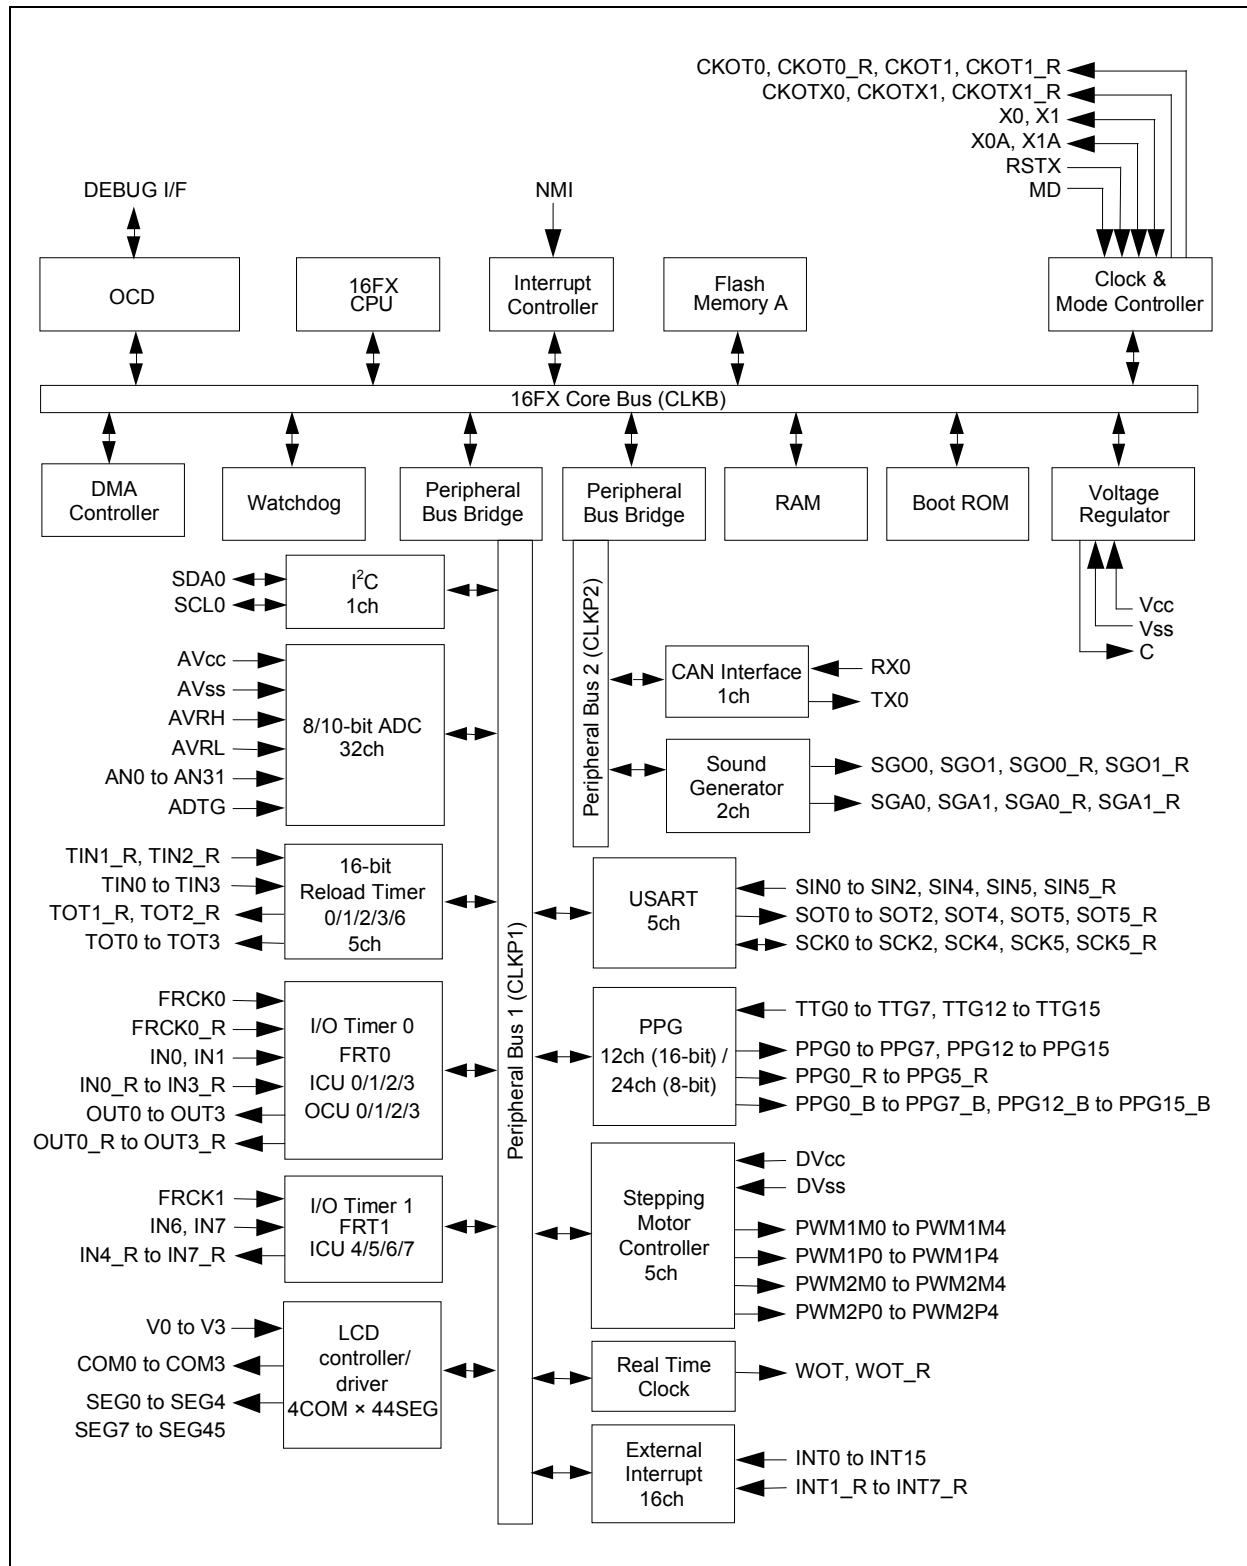 CKOT0, CKOT0_R, CKOT1, CKOT1_R
CKOTX0, CKOTX1, CKOTX1_R
X0, X1
X0A, X1A
RSTX
MD
DEBUG I/F
NMI
OCD
16FX
CPU
Interrupt
Controller
Flash
Memory A
Clock &
Mode Controller
16FX Core Bus (CLKB)
DMA
Controller
Watchdog
Peripheral
Bus Bridge
Peripheral
Bus Bridge
RAM
Boot ROM
Voltage
Regulator
Vcc
Vss
C
Peripheral Bus 1 (CLKP1)
Peripheral Bus 2 (CLKP2)
SDA0
SCL0
I²C
1ch
AVcc
AVss
AVRH
AVRL
AN0 to AN31
ADTG
8/10-bit ADC
32ch
TIN1_R, TIN2_R
TIN0 to TIN3
TOT1_R, TOT2_R
TOT0 to TOT3
16-bit
Reload Timer
0/1/2/3/6
5ch
FRCK0
FRCK0_R
IN0, IN1
IN0_R to IN3_R
OUT0 to OUT3
OUT0_R to OUT3_R
I/O Timer 0
FRT0
ICU 0/1/2/3
OCU 0/1/2/3
FRCK1
IN6, IN7
IN4_R to IN7_R
I/O Timer 1
FRT1
ICU 4/5/6/7
V0 to V3
COM0 to COM3
SEG0 to SEG4
SEG7 to SEG45
LCD
controller/
driver
4COM × 44SEG
CAN Interface
1ch
RX0
TX0
Sound
Generator
2ch
SGO0, SGO1, SGO0_R, SGO1_R
SGA0, SGA1, SGA0_R, SGA1_R
USART
5ch
SIN0 to SIN2, SIN4, SIN5, SIN5_R
SOT0 to SOT2, SOT4, SOT5, SOT5_R
SCK0 to SCK2, SCK4, SCK5, SCK5_R
PPG
12ch (16-bit) /
24ch (8-bit)
TTG0 to TTG7, TTG12 to TTG15
PPG0 to PPG7, PPG12 to PPG15
PPG0_R to PPG5_R
PPG0_B to PPG7_B, PPG12_B to PPG15_B
Stepping
Motor
Controller
5ch
DVcc
DVss
PWM1M0 to PWM1M4
PWM1P0 to PWM1P4
PWM2M0 to PWM2M4
PWM2P0 to PWM2P4
Real Time
Clock
WOT, WOT_R
External
Interrupt
16ch
INT0 to INT15
INT1_R to INT7_R